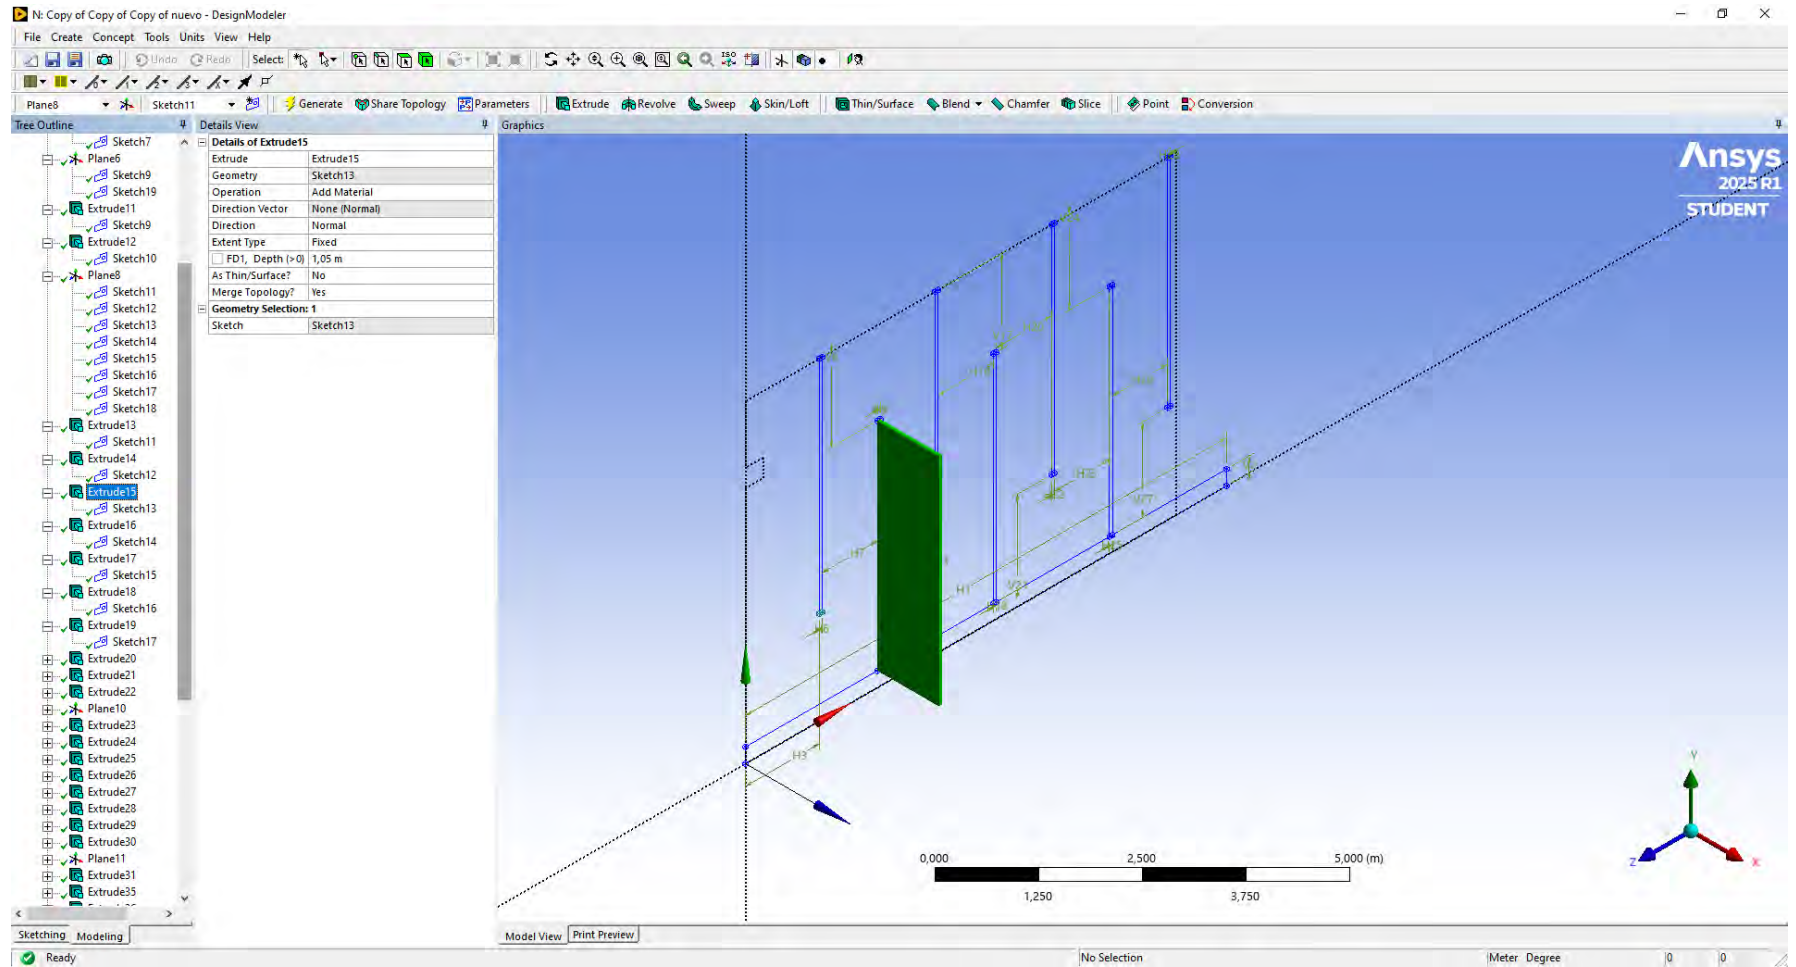 N: Copy of Copy of Copy of nuevo - DesignModeler
File Create Concept Tools Units View Help
Undo Redo Select:
Plane8 Sketch11 Generate Share Topology Parameters Extrude Revolve Sweep Skin/Loft Thin/Surface Blend Chamfer Slice Point Conversion
Tree Outline
Sketch7
Plane6
Sketch9
Sketch19
Extrude11
Sketch9
Extrude12
Sketch10
Plane8
Sketch11
Sketch12
Sketch13
Sketch14
Sketch15
Sketch16
Sketch17
Sketch18
Extrude13
Sketch11
Extrude14
Sketch12
Extrude15
Sketch13
Extrude16
Sketch14
Extrude17
Sketch15
Extrude18
Sketch16
Extrude19
Sketch17
Extrude20
Extrude21
Extrude22
Plane10
Extrude23
Extrude24
Extrude25
Extrude26
Extrude27
Extrude28
Extrude29
Extrude30
Plane11
Extrude31
Extrude35
Sketching Modeling
Details View
Details of Extrude15
Extrude Extrude15
Geometry Sketch13
Operation Add Material
Direction Vector None (Normal)
Direction Normal
Extent Type Fixed
FD1, Depth (>0) 1,05 m
As Thin/Surface? No
Merge Topology? Yes
Geometry Selection: 1
Sketch Sketch13
Graphics
Ansys
2025 R1
STUDENT
H7
H1
H3
0,000 2,500 5,000 (m)
1,250 3,750
Y
Z X
Model View Print Preview
Ready No Selection Meter Degree 0 0